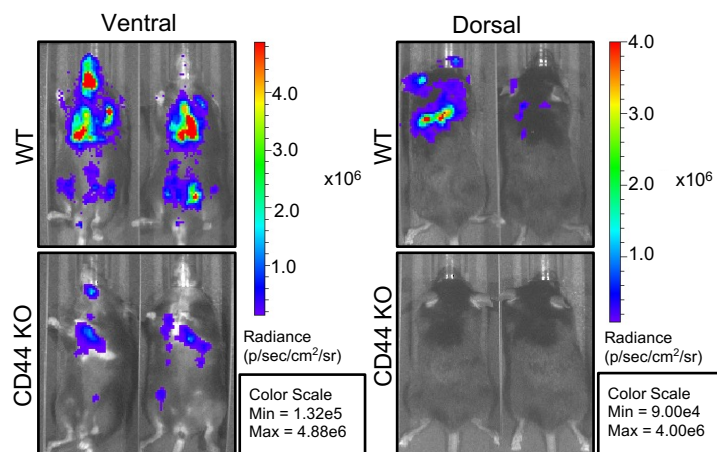 Ventral
Dorsal
WT
4.0
3.0
2.0
1.0
x10⁶
WT
4.0
3.0
2.0
1.0
x10⁶
CD44 KO
Radiance
(p/sec/cm²/sr)
Color Scale
Min = 1.32e5
Max = 4.88e6
CD44 KO
Radiance
(p/sec/cm²/sr)
Color Scale
Min = 9.00e4
Max = 4.00e6